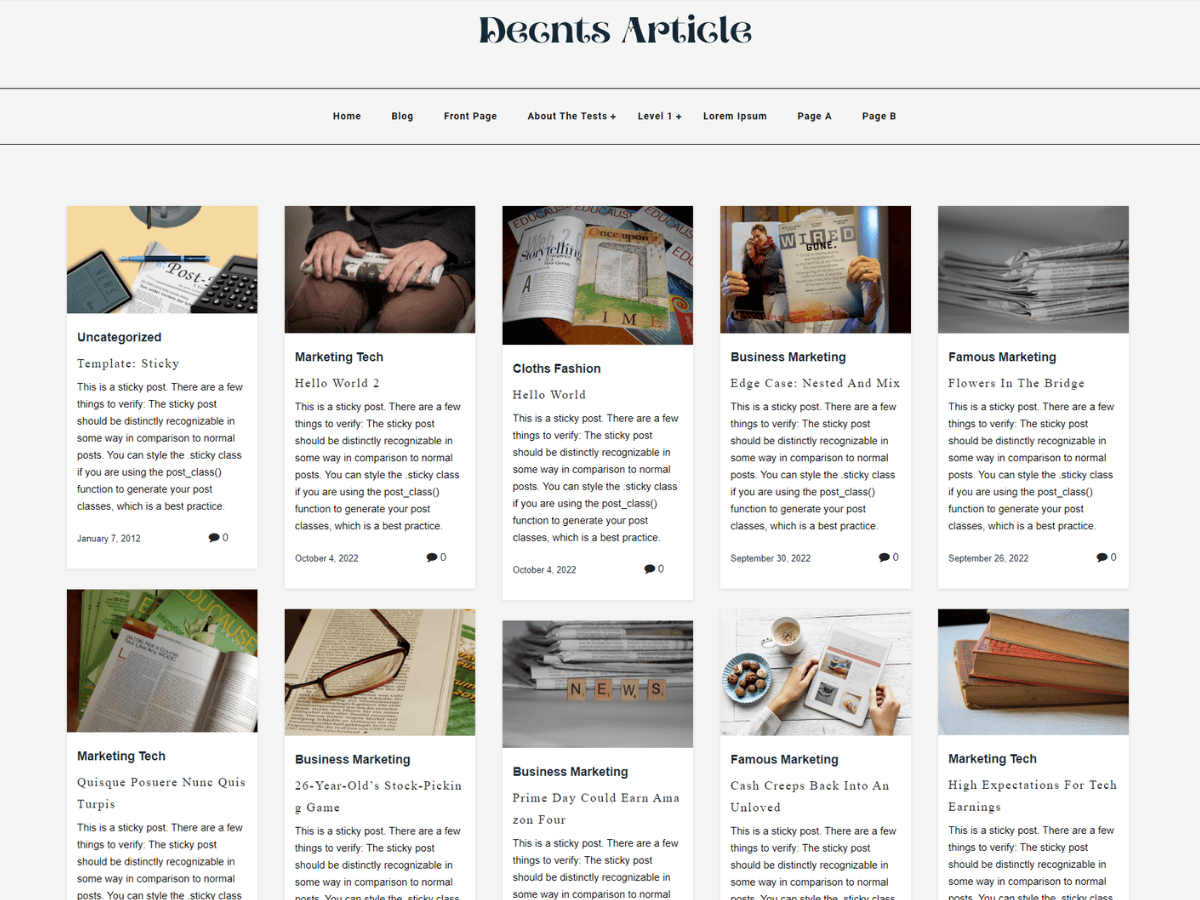 Decnts Article
Home Blog Front Page About The Tests + Level 1 + Lorem Ipsum Page A Page B
Post-
Uncategorized
Template: Sticky
This is a sticky post. There are a few
things to verify: The sticky post
should be distinctly recognizable in
some way in comparison to normal
posts. You can style the .sticky class
if you are using the post_class()
function to generate your post
classes, which is a best practice.
January 7, 2012 0
Marketing Tech
Hello World 2
This is a sticky post. There are a few
things to verify: The sticky post
should be distinctly recognizable in
some way in comparison to normal
posts. You can style the .sticky class
if you are using the post_class()
function to generate your post
classes, which is a best practice.
October 4, 2022 0
EDUCAUSE
EDUCAUSE
Web 2.0
Storytelling
Once upon a
TIME
Cloths Fashion
Hello World
This is a sticky post. There are a few
things to verify: The sticky post
should be distinctly recognizable in
some way in comparison to normal
posts. You can style the .sticky class
if you are using the post_class()
function to generate your post
classes, which is a best practice.
October 4, 2022 0
WIRED
GONE.
Business Marketing
Edge Case: Nested And Mix
This is a sticky post. There are a few
things to verify: The sticky post
should be distinctly recognizable in
some way in comparison to normal
posts. You can style the .sticky class
if you are using the post_class()
function to generate your post
classes, which is a best practice.
September 30, 2022 0
Famous Marketing
Flowers In The Bridge
This is a sticky post. There are a few
things to verify: The sticky post
should be distinctly recognizable in
some way in comparison to normal
posts. You can style the .sticky class
if you are using the post_class()
function to generate your post
classes, which is a best practice.
September 26, 2022 0
EDUCAUSE
Marketing Tech
Quisque Posuere Nunc Quis
Turpis
This is a sticky post. There are a few
things to verify: The sticky post
should be distinctly recognizable in
some way in comparison to normal
posts. You can style the .sticky class
Business Marketing
26-Year-Old's Stock-Pickin
g Game
This is a sticky post. There are a few
things to verify: The sticky post
should be distinctly recognizable in
some way in comparison to normal
posts. You can style the .sticky class
NEWS
Business Marketing
Prime Day Could Earn Ama
zon Four
This is a sticky post. There are a few
things to verify: The sticky post
should be distinctly recognizable in
some way in comparison to normal
Famous Marketing
Cash Creeps Back Into An
Unloved
This is a sticky post. There are a few
things to verify: The sticky post
should be distinctly recognizable in
some way in comparison to normal
posts. You can style the .sticky class
Marketing Tech
High Expectations For Tech
Earnings
This is a sticky post. There are a few
things to verify: The sticky post
should be distinctly recognizable in
some way in comparison to normal
posts. You can style the .sticky class